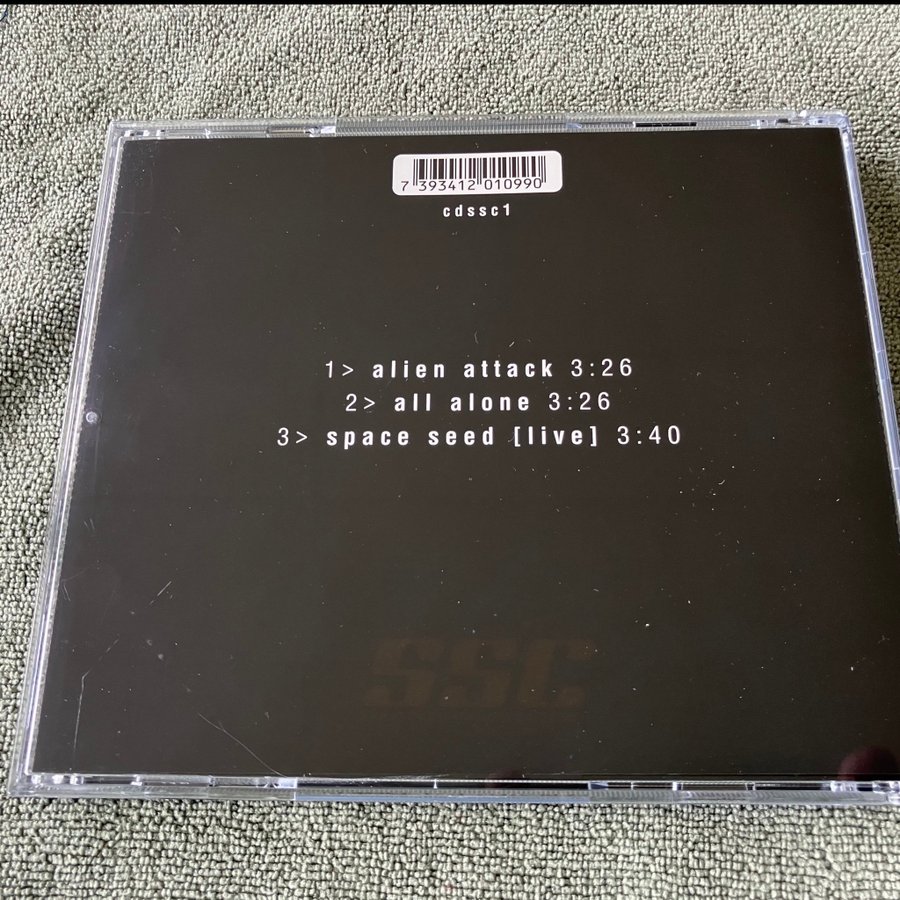 7 393412 010990
cdssc1
1> alien attack 3:26
2> all alone 3:26
3> space seed [live] 3:40
SSC